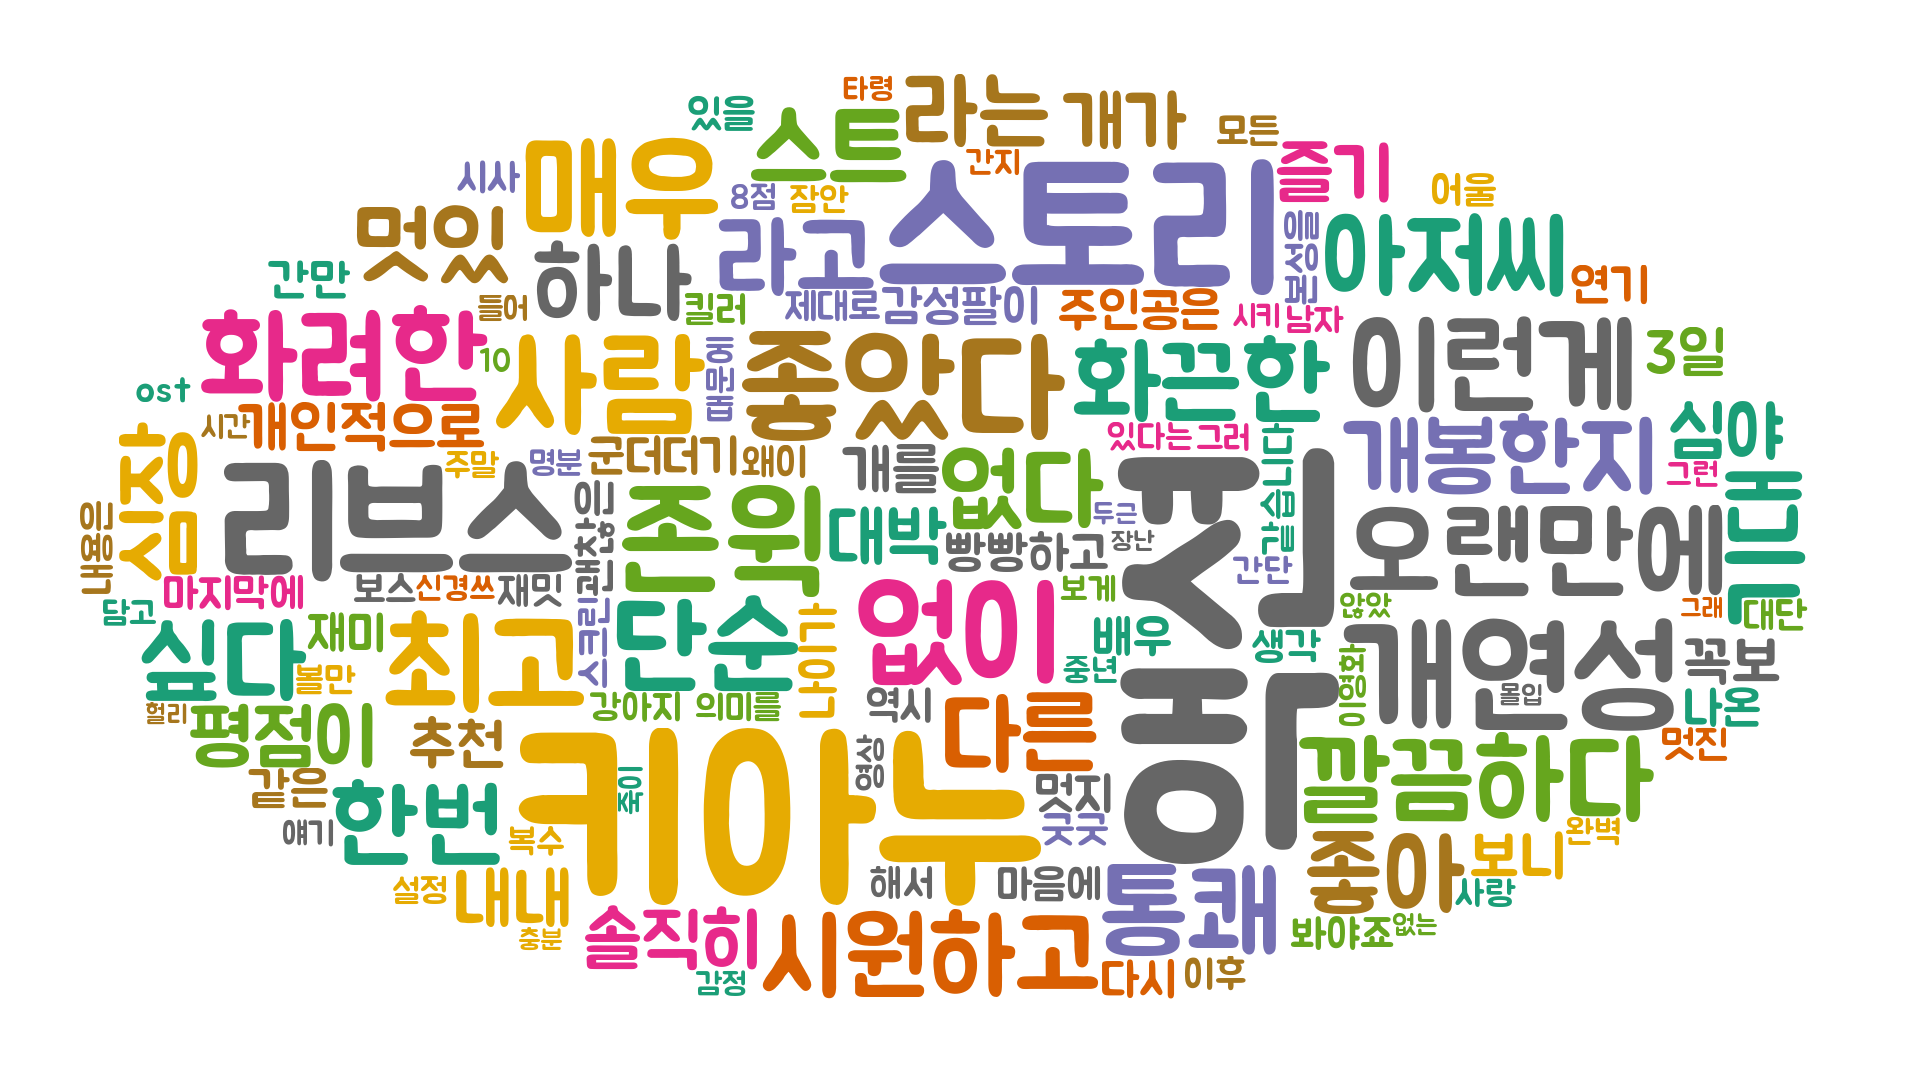 타령
있을
스트
라는
개가
모든
시사
매우
간지
즐기
8점
잠안
스토리
어울
멋있
하나
라고
본성을
아저씨
간만
들어
킬러
제대로
감성팔이
주인공은
시키
남자
연기
화려한
10
사람
좋았다
화끈한
이런게
3일
ost
시간
개인적으로
있다는
그러
같습니다
개봉한지
심야
심장
주말
명분
군더더기
왜이
개를
없다
그런
리브스
괜찮은
존윅
대박
빵빵하고
두근
장난
액션
오랜만에
내용인
마지막에
보스
신경쓰
재밋
스크린
없이
보게
간단
않았
그래
대단
담고
싶다
재미
최고
단순
나오기
배우
생각
이영화
개연성
꼭보
볼만
중년
몰입
헐리
평점이
추천
강아지
의미를
역시
다른
나온
멋진
같은
키아누
죽이
영상
멋지
굿굿
깔끔하다
한번
얘기
복수
좋아
보니
완벽
설정
내내
해서
마음에
통쾌
사랑
충분
솔직히
시원하고
봐야죠
없는
감정
다시
이후